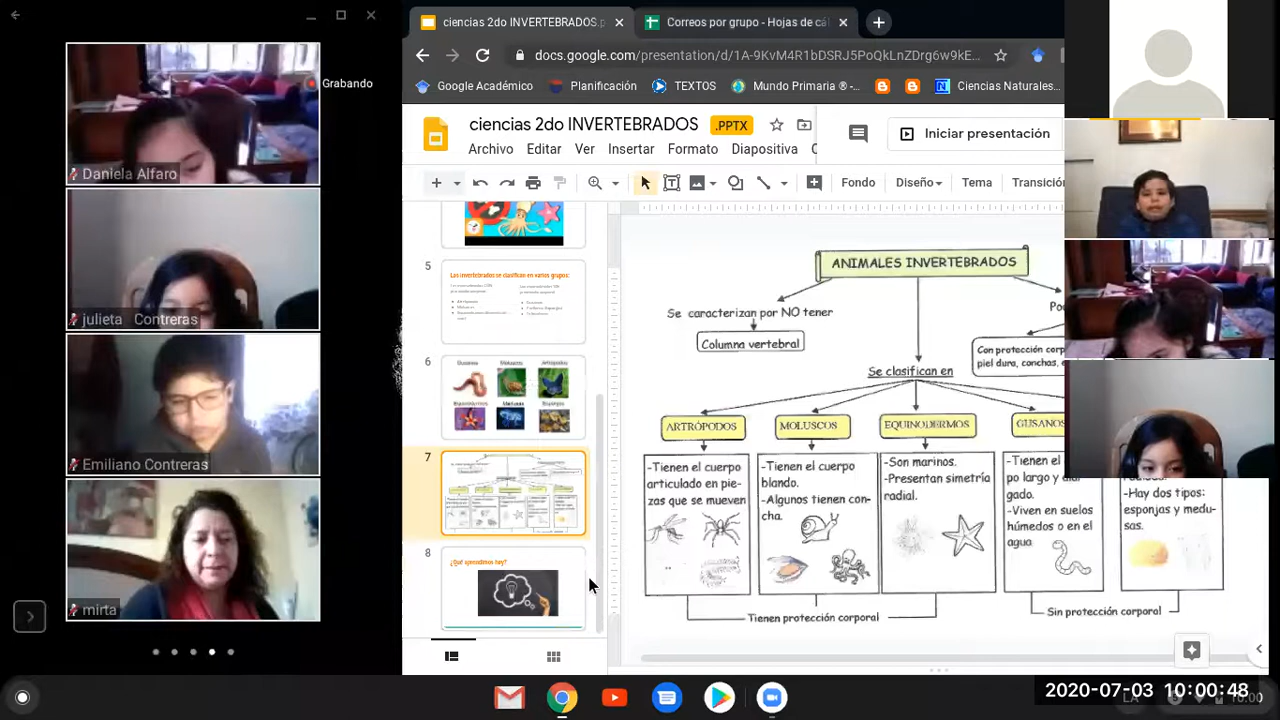 Grabando
Daniela Alfaro
julieta Contreras
Emiliano Contreras
mirta
ciencias 2do INVERTEBRADOS.p
Correos por grupo - Hojas de cál
docs.google.com/presentation/d/1A-9KvM4R1bDSRD5PoQkLnZDrg6w9kE...
Google Académico
Planificación
TEXTOS
Mundo Primaria ® -...
Ciencias Naturales...
ciencias 2do INVERTEBRADOS
.PPTX
Archivo Editar Ver Insertar Formato Diapositiva
Iniciar presentación
Fondo Diseño Tema Transición
5
Los invertebrados se clasifican en varios grupos:
6
Gusanos Moluscos Artrópodos
Equinodermos Medusas Esponjas
7
8
¿Qué aprendimos hoy?
ANIMALES INVERTEBRADOS
Se caracterizan por NO tener
Columna vertebral
Con protección corp
piel dura, conchas, e
Se clasifican en
ARTRÓPODOS
MOLUSCOS
EQUINODERMOS
GUSANOS
-Tienen el cuerpo
articulado en pie-
zas que se mueven
-Tienen el cuerpo
blando.
-Algunos tienen con-
cha.
-Son marinos.
-Presentan simetría
radial.
-Tienen el
po largo y
gado.
-Viven en suelos
húmedos o en el
agua
-Hay dos tipos:
esponjas y medu-
sas.
Tienen protección corporal
Sin protección corporal
2020-07-03 10:00:48